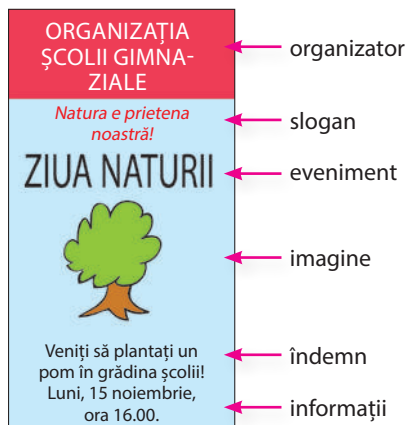 ORGANIZAȚIA
ȘCOLII GIMNA-
ZIALE
organizator
Natura e prietena
noastră!
slogan
ZIUA NATURII
eveniment
imagine
Veniți să plantați un
pom în grădina școlii!
îndemn
Luni, 15 noiembrie,
ora 16.00.
informații